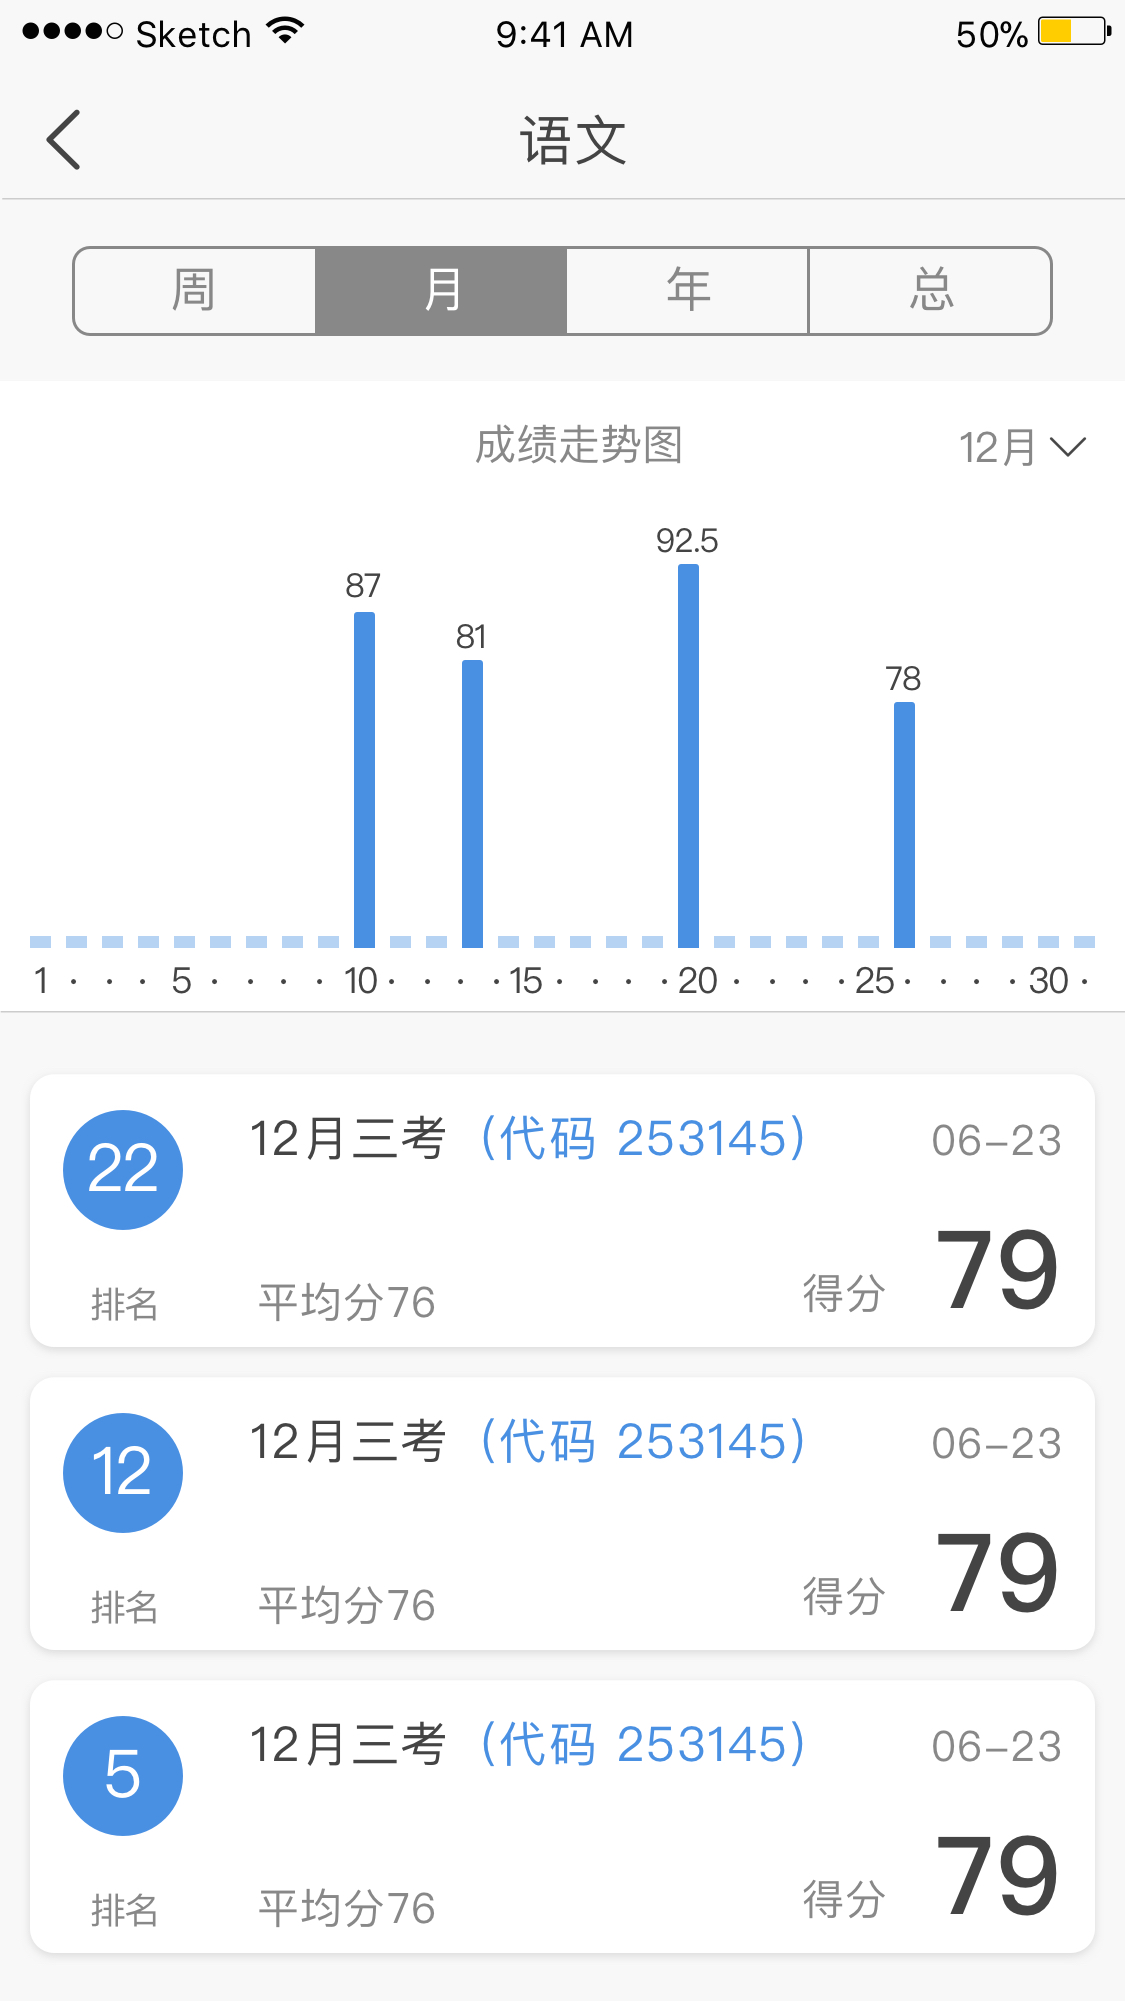 Sketch 9:41 AM 50%
语文
周 月 年 总
成绩走势图 12月
92.5
87
81
78
1 · · · 5 · · · · 10 · · · · 15 · · · · 20 · · · · 25 · · · · 30 ·
22 12月三考（代码 253145） 06-23
排名 平均分76 得分 79
12 12月三考（代码 253145） 06-23
排名 平均分76 得分 79
5 12月三考（代码 253145） 06-23
排名 平均分76 得分 79